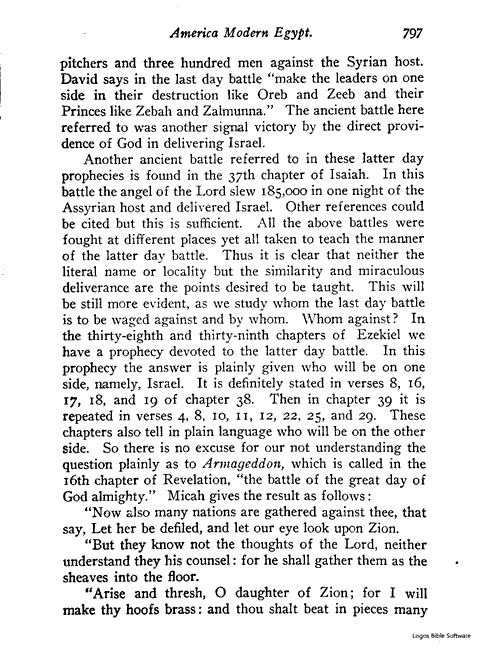 America Modern Egypt. 797
pitchers and three hundred men against the Syrian host.
David says in the last day battle "make the leaders on one
side in their destruction like Oreb and Zeeb and their
Princes like Zebah and Zalmunna." The ancient battle here
referred to was another signal victory by the direct provi-
dence of God in delivering Israel.
Another ancient battle referred to in these latter day
prophecies is found in the 37th chapter of Isaiah. In this
battle the angel of the Lord slew 185,000 in one night of the
Assyrian host and delivered Israel. Other references could
be cited but this is sufficient. All the above battles were
fought at different places yet all taken to teach the manner
of the latter day battle. Thus it is clear that neither the
literal name or locality but the similarity and miraculous
deliverance are the points desired to be taught. This will
be still more evident, as we study whom the last day battle
is to be waged against and by whom. Whom against? In
the thirty-eighth and thirty-ninth chapters of Ezekiel we
have a prophecy devoted to the latter day battle. In this
prophecy the answer is plainly given who will be on one
side, namely, Israel. It is definitely stated in verses 8, 16,
17, 18, and 19 of chapter 38. Then in chapter 39 it is
repeated in verses 4, 8, 10, 11, 12, 22, 25, and 29. These
chapters also tell in plain language who will be on the other
side. So there is no excuse for our not understanding the
question plainly as to Armageddon, which is called in the
16th chapter of Revelation, "the battle of the great day of
God almighty." Micah gives the result as follows:
"Now also many nations are gathered against thee, that
say, Let her be defiled, and let our eye look upon Zion.
"But they know not the thoughts of the Lord, neither
understand they his counsel: for he shall gather them as the
sheaves into the floor.
"Arise and thresh, O daughter of Zion; for I will
make thy hoofs brass: and thou shalt beat in pieces many
Logos Bible Software